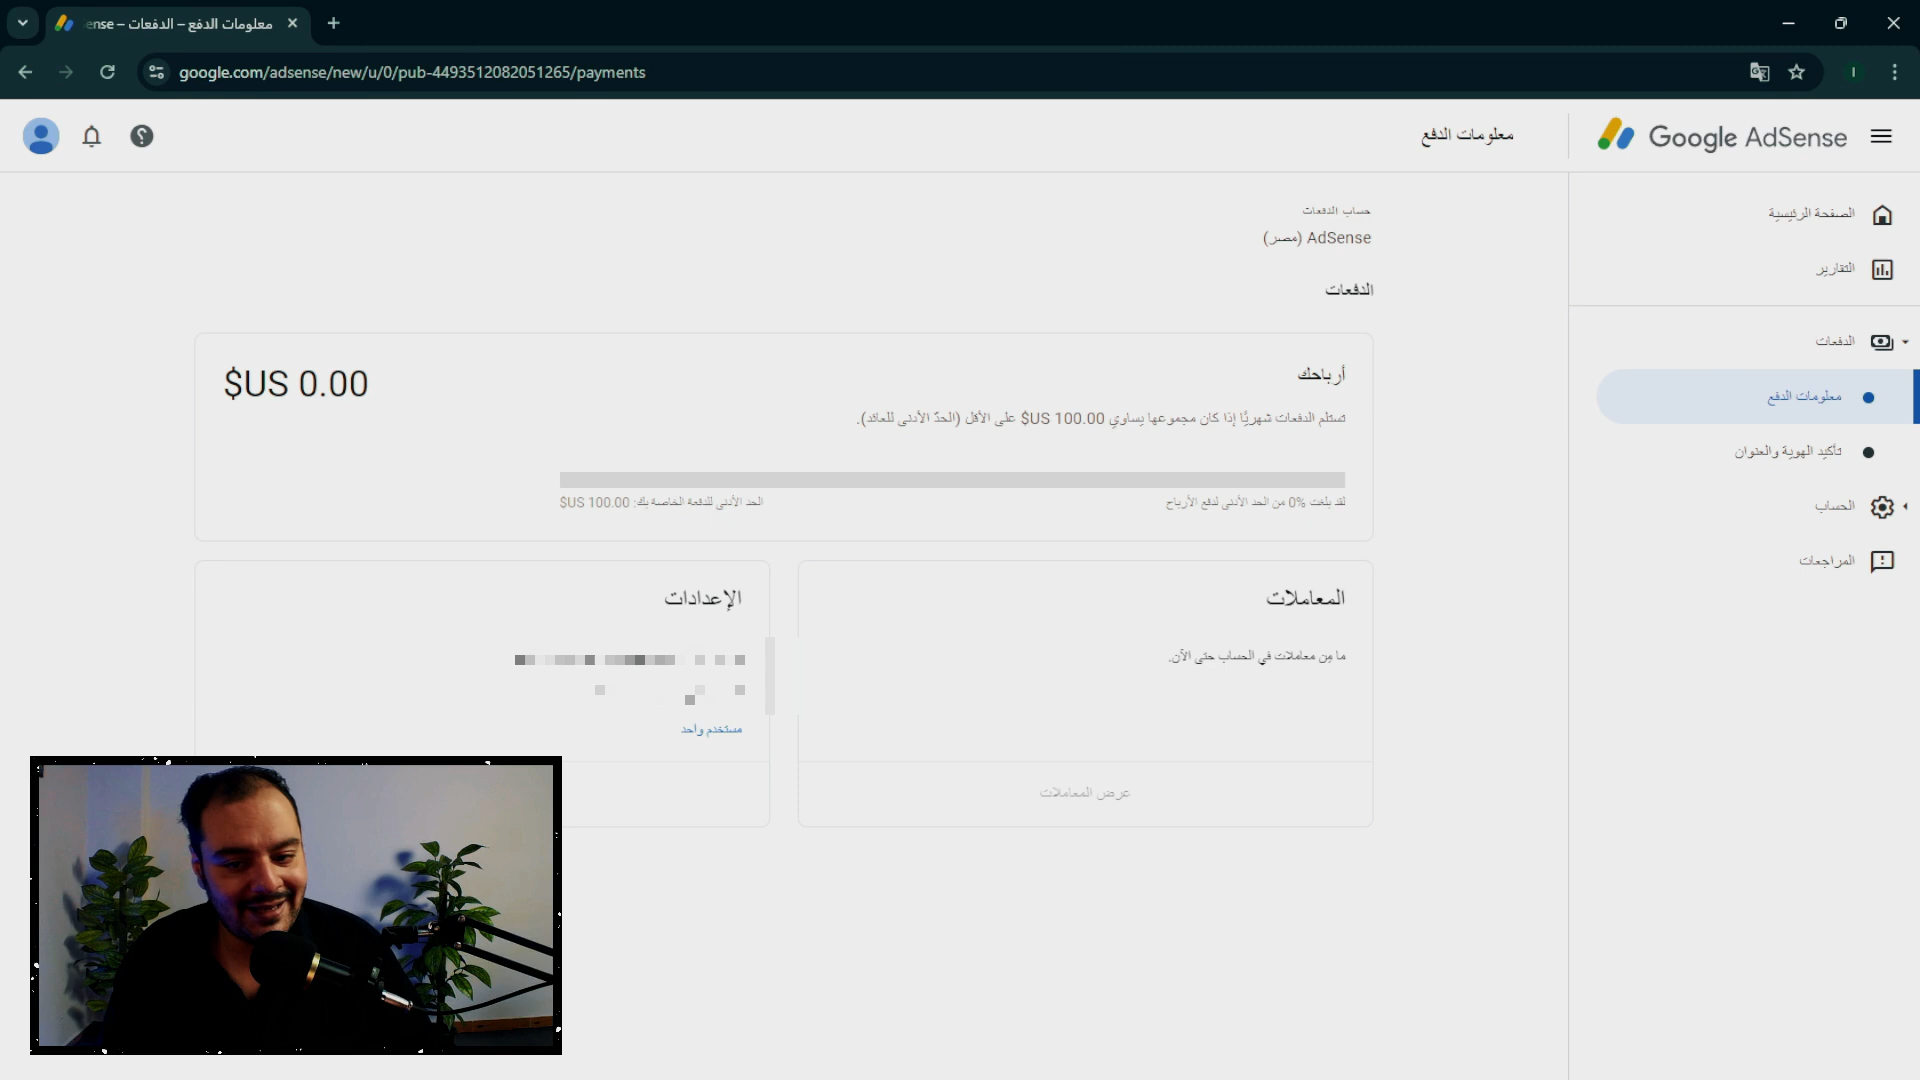 معلومات الدفع – الدفعات – ense
google.com/adsense/new/u/0/pub-4493512082051265/payments
Google AdSense
معلومات الدفع
الصفحة الرئيسية
التقارير
الدفعات
معلومات الدفع
تأكيد الهوية والعنوان
الحساب
المراجعات
حساب الدفعات
AdSense (مصر)
الدفعات
أرباحك
$US 0.00
تستلم الدفعات شهريًا إذا كان مجموعها يساوي 100.00 US$ على الأقل (الحدّ الأدنى للعائد).
لقد بلغت 0% من الحد الأدنى لدفع الأرباح
الحد الأدنى للدفعة الخاصة بك: 100.00 US$
المعاملات
ما مِن معاملات في الحساب حتى الآن.
عرض المعاملات
الإعدادات
مستخدم واحد